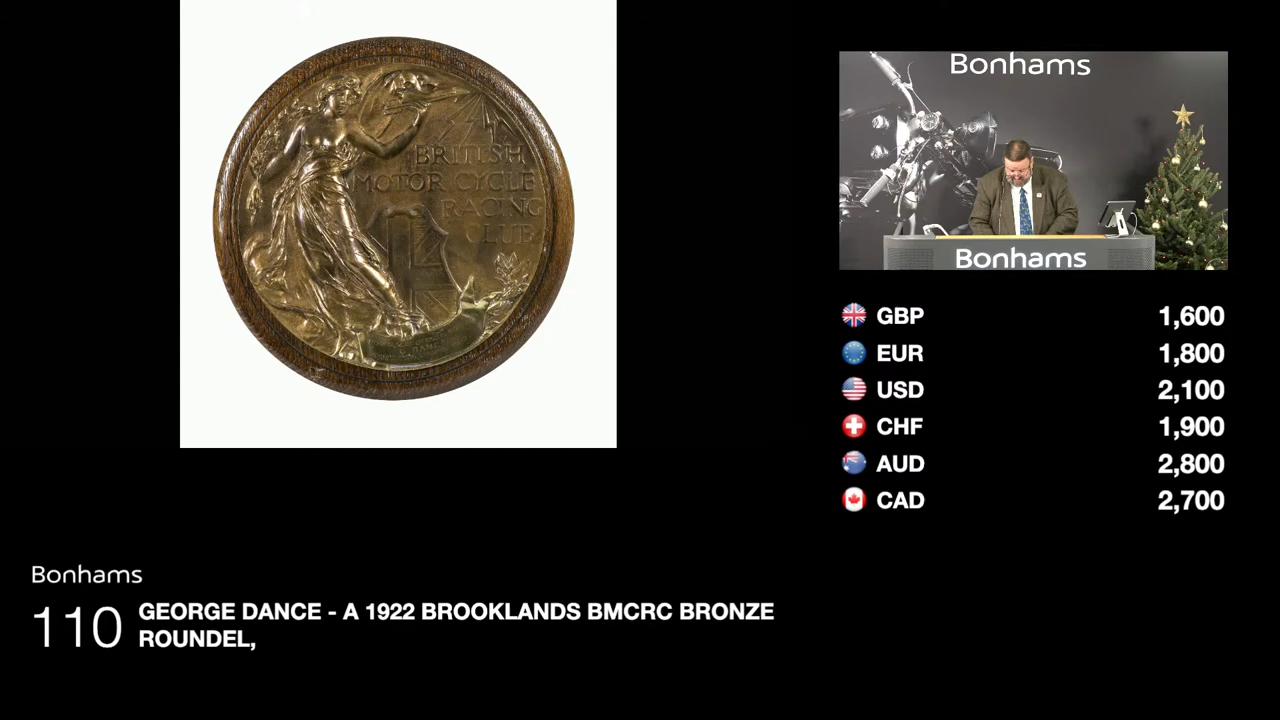 BRITISH
MOTOR CYCLE
RACING
CLUB
Bonhams
Bonhams
GBP 1,600
EUR 1,800
USD 2,100
CHF 1,900
AUD 2,800
CAD 2,700
Bonhams
110 GEORGE DANCE - A 1922 BROOKLANDS BMCRC BRONZE
ROUNDEL,